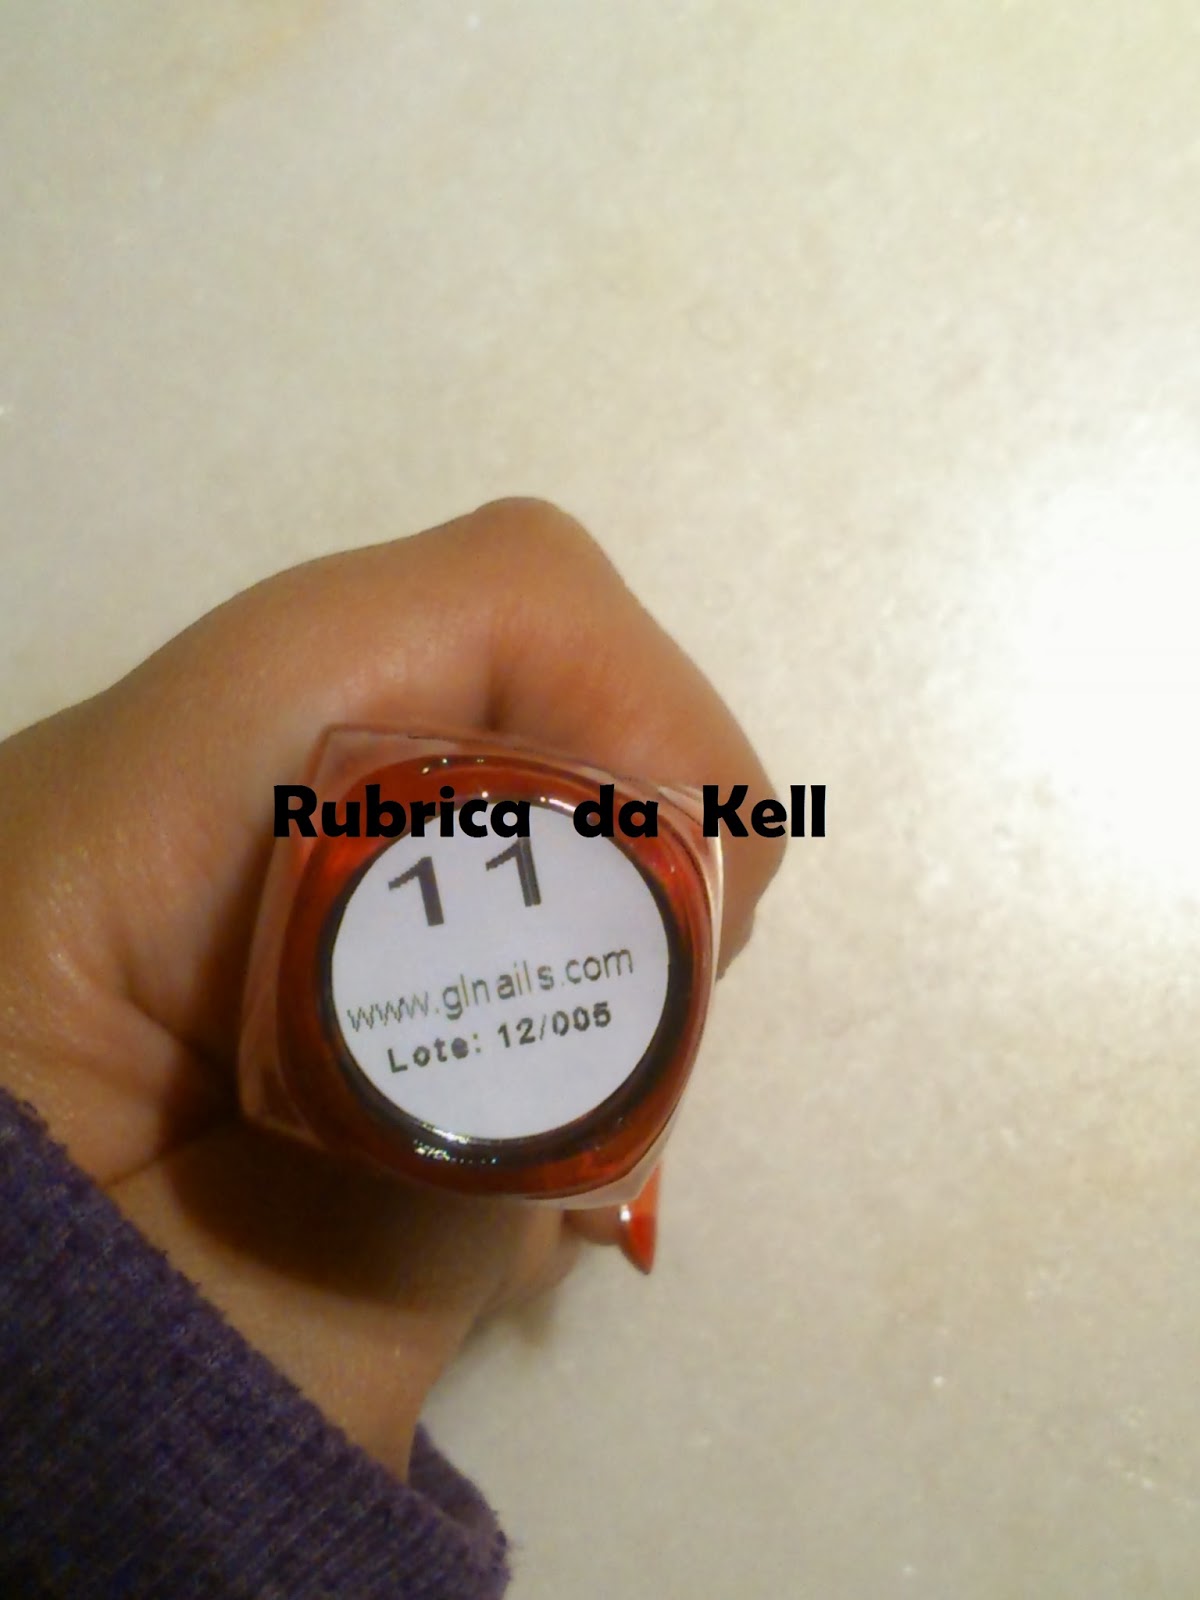 Rubrica da Kell
11
www.glnails.com
Lote: 12/005